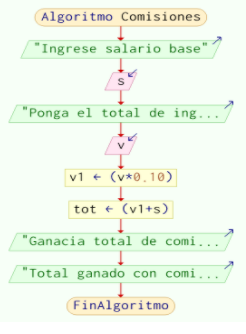 Algoritmo Comisiones
"Ingrese salario base"
s
"Ponga el total de ing...
v
v1 ← (v*0.10)
tot ← (v1+s)
"Ganacia total de comi...
"Total ganado con comi...
FinAlgoritmo